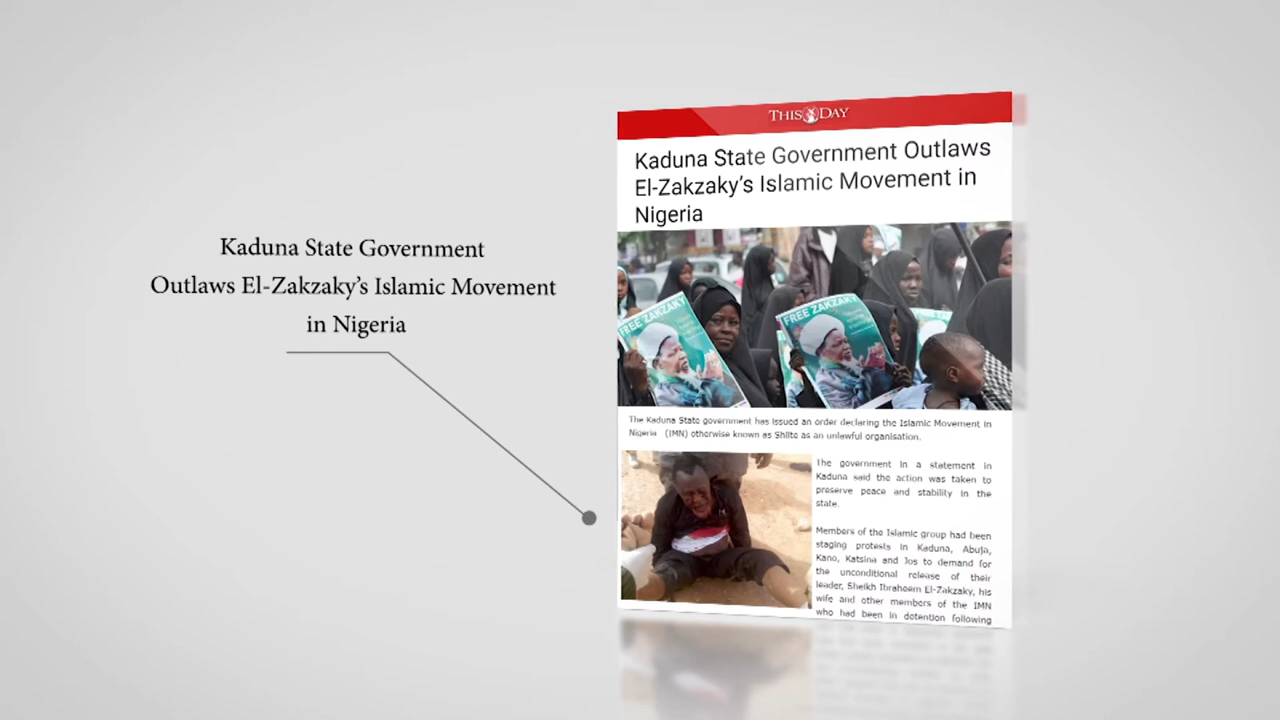 Kaduna State Government
Outlaws El-Zakzaky's Islamic Movement
in Nigeria
THIS DAY
Kaduna State Government Outlaws
El-Zakzaky's Islamic Movement in
Nigeria
FREE ZAKZAKY
FREE ZAKZAKY
The Kaduna State government has issued an order declaring the Islamic Movement in
Nigeria (IMN) otherwise known as Shiite as an unlawful organisation.
The government in a statement in
Kaduna said the action was taken to
preserve peace and stability in the
state.
Members of the Islamic group had been
staging protests in Kaduna, Abuja,
Kano, Katsina and Jos to demand for
the unconditional release of their
leader, Sheikh Ibraheem El-Zakzaky, his
wife and other members of the IMN
who had been in detention following